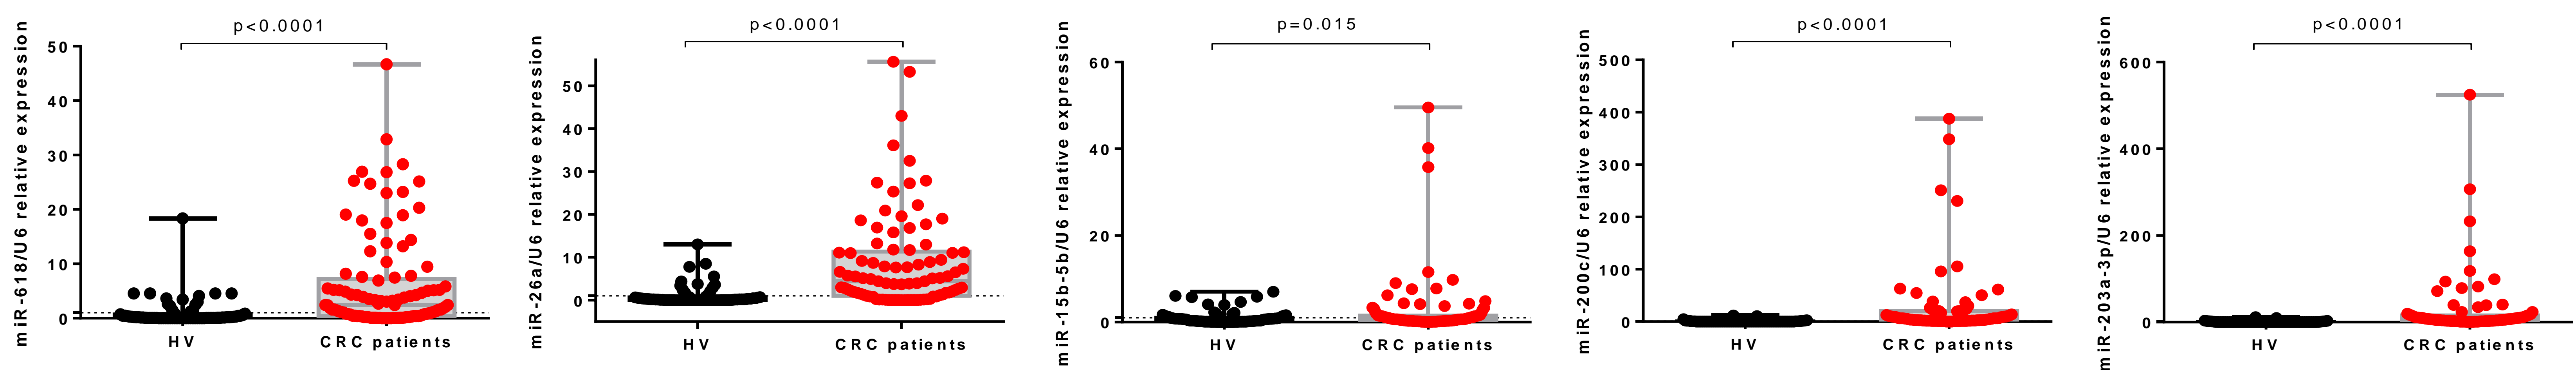 p<0.0001
miR-618/U6 relative expression
50
40
30
20
10
0
HV
CRC patients
p<0.0001
miR-26a/U6 relative expression
50
40
30
20
10
0
HV
CRC patients
p=0.015
miR-15b-5b/U6 relative expression
60
40
20
0
HV
CRC patients
p<0.0001
miR-200c/U6 relative expression
500
400
300
200
100
0
HV
CRC patients
p<0.0001
miR-203a-3p/U6 relative expression
600
400
200
0
HV
CRC patients